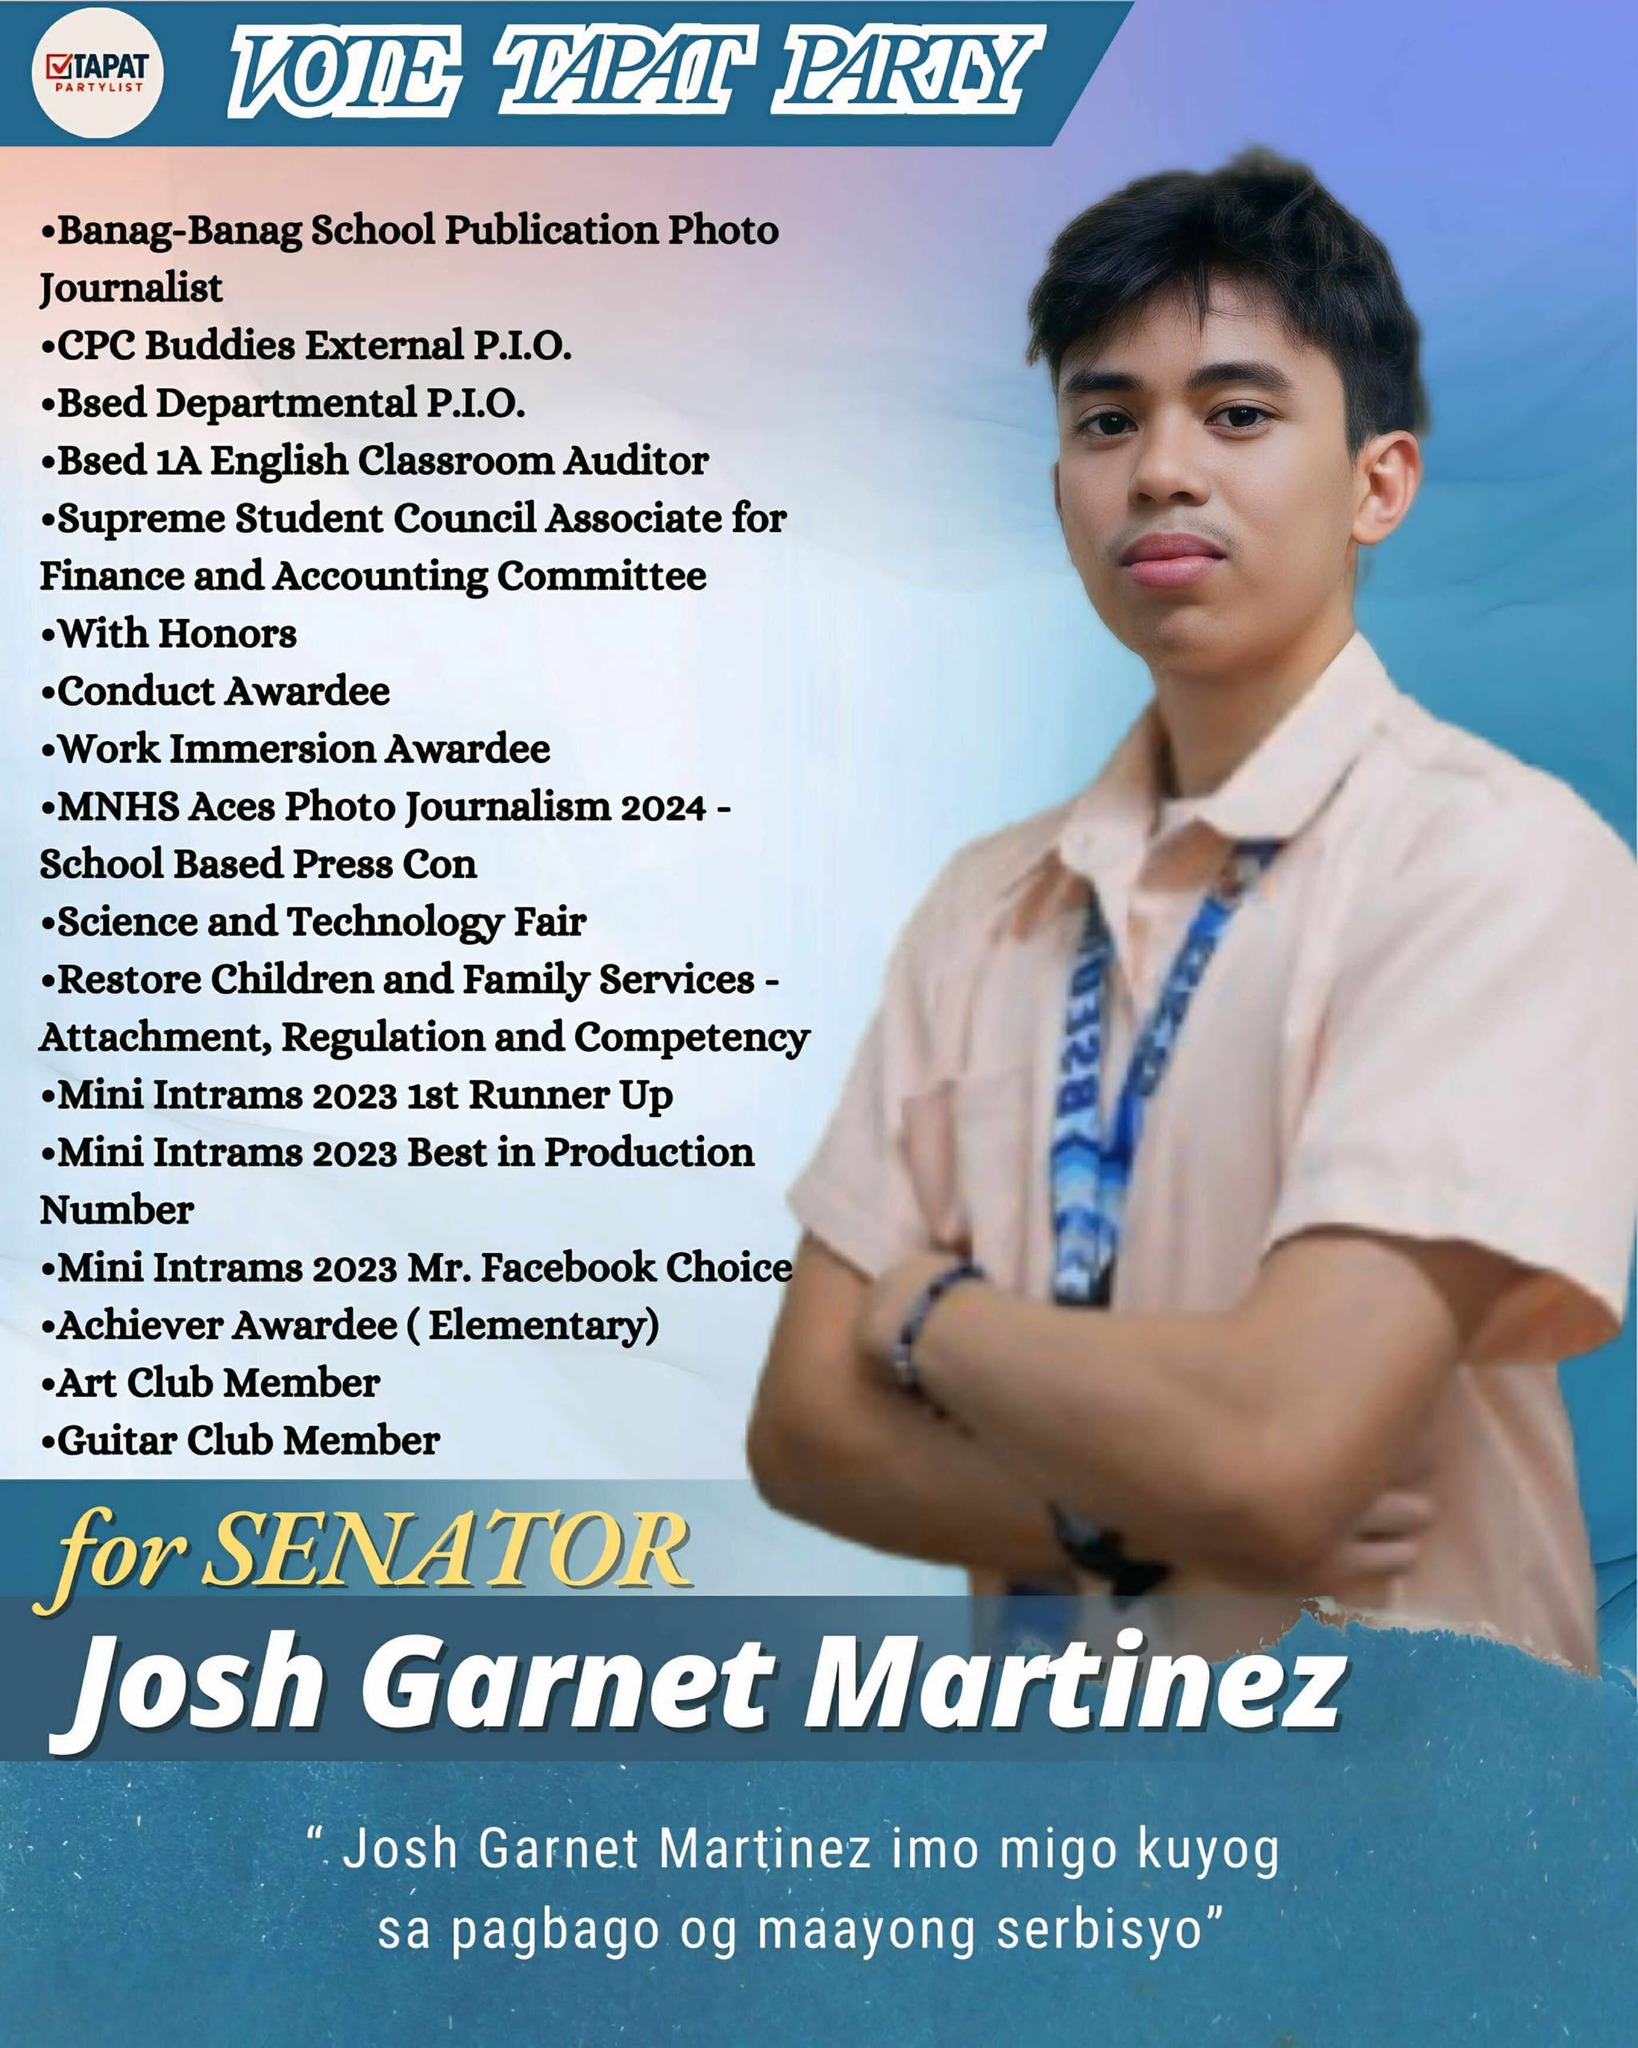 TAPAT
PARTYLIST
VOTE TAPAT PARTY
•Banag-Banag School Publication Photo
Journalist
•CPC Buddies External P.I.O.
•Bsed Departmental P.I.O.
•Bsed 1A English Classroom Auditor
•Supreme Student Council Associate for
Finance and Accounting Committee
•With Honors
•Conduct Awardee
•Work Immersion Awardee
•MNHS Aces Photo Journalism 2024 -
School Based Press Con
•Science and Technology Fair
•Restore Children and Family Services -
Attachment, Regulation and Competency
•Mini Intrams 2023 1st Runner Up
•Mini Intrams 2023 Best in Production
Number
•Mini Intrams 2023 Mr. Facebook Choice
•Achiever Awardee ( Elementary)
•Art Club Member
•Guitar Club Member
for SENATOR
Josh Garnet Martinez
“ Josh Garnet Martinez imo migo kuyog
sa pagbago og maayong serbisyo”